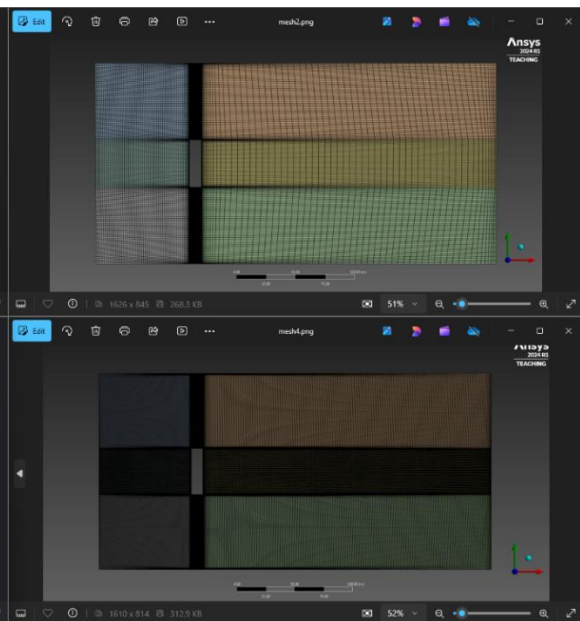 Edit
mesh2.png
Ansys
2024 R1
TEACHING
1626 x 845 268.3 KB
51%
Edit
mesh4.png
Ansys
2024 R1
TEACHING
1610 x 814 312.9 KB
52%